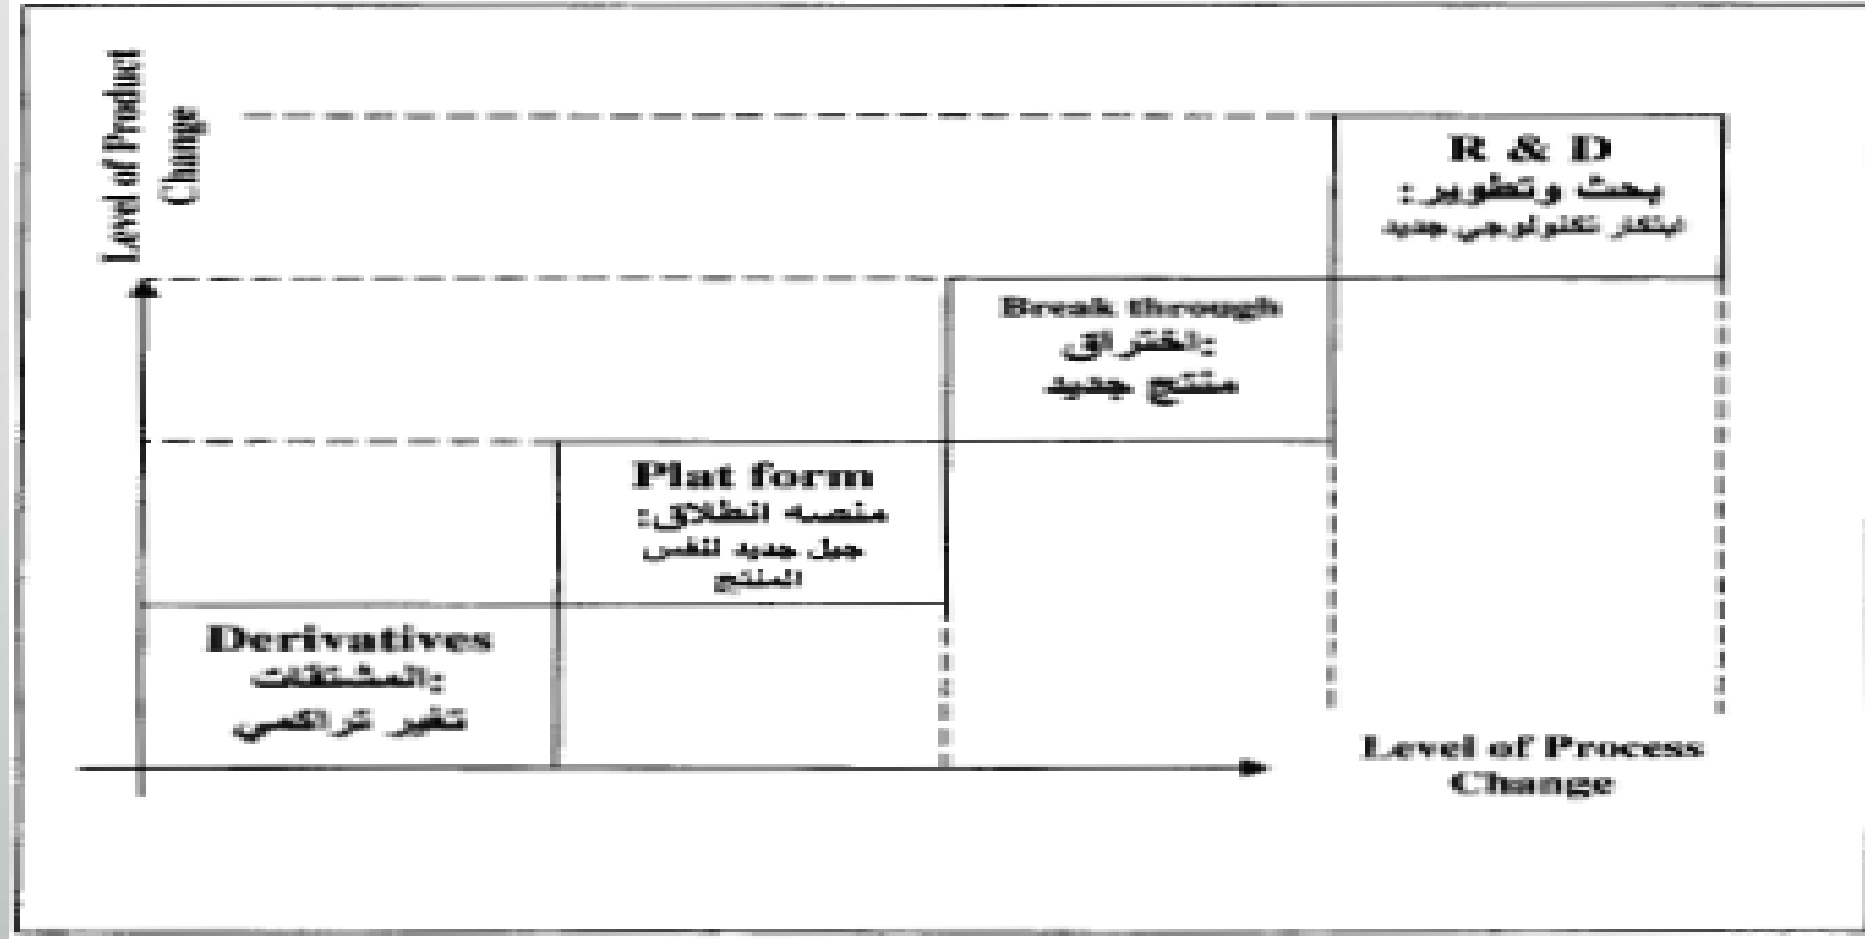 Level of Product
Change
R & D
بحث وتطوير:
ابتكار تكنولوجي جديد
Break through
اختراق:
منتج جديد
Plat form
منصه انطلاق:
جيل جديد لنفس
المنتج
Derivatives
المشتقات:
تغير تراكمي
Level of Process
Change